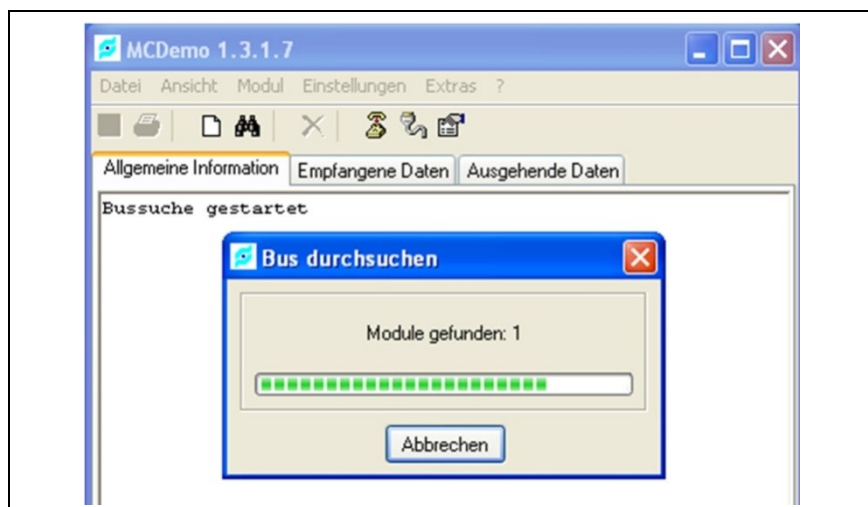 MCDemo 1.3.1.7
Datei Ansicht Modul Einstellungen Extras ?
Allgemeine Information Empfangene Daten Ausgehende Daten
Bussuche gestartet
Bus durchsuchen
Module gefunden: 1
Abbrechen